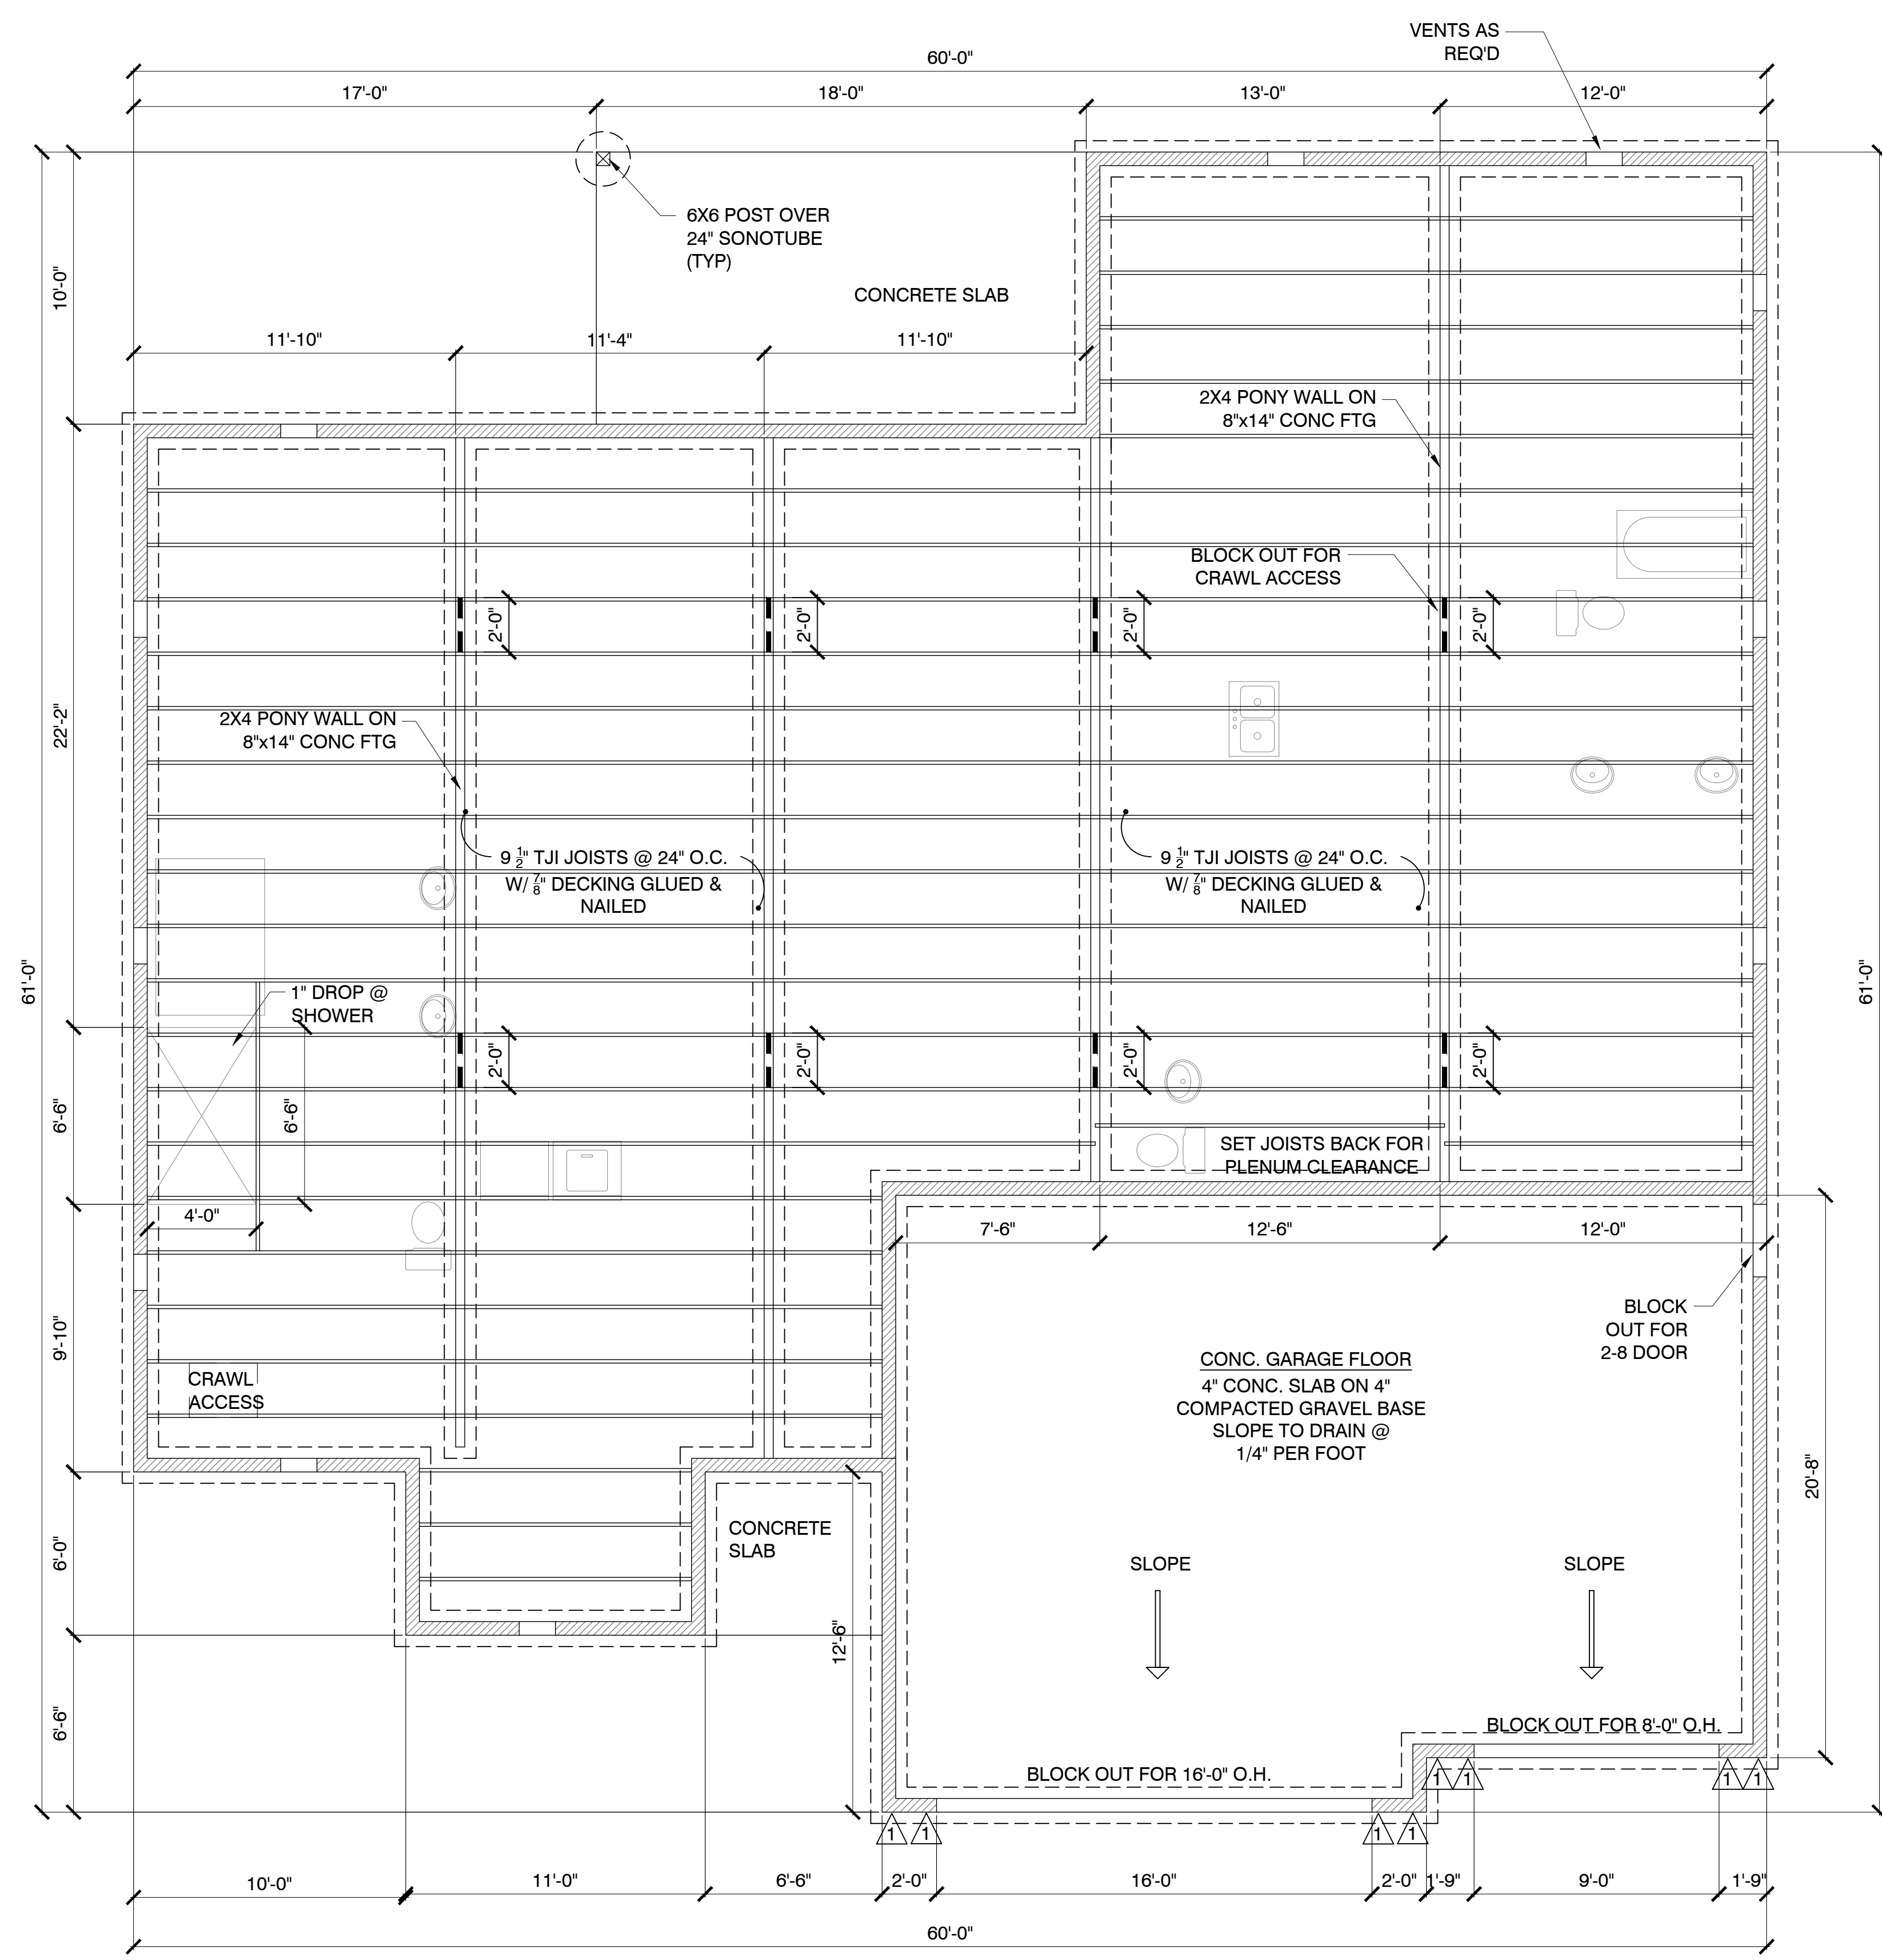 VENTS AS
REQ'D
60'-0"
17'-0"
18'-0"
13'-0"
12'-0"
6X6 POST OVER
24" SONOTUBE
(TYP)
CONCRETE SLAB
10'-0"
11'-10"
11'-4"
11'-10"
2X4 PONY WALL ON
8"x14" CONC FTG
BLOCK OUT FOR
CRAWL ACCESS
2'-0"
2'-0"
2'-0"
2'-0"
22'-2"
2X4 PONY WALL ON
8"x14" CONC FTG
9 1/2" TJI JOISTS @ 24" O.C.
W/ 7/8" DECKING GLUED &
NAILED
9 1/2" TJI JOISTS @ 24" O.C.
W/ 7/8" DECKING GLUED &
NAILED
61'-0"
61'-0"
1" DROP @
SHOWER
2'-0"
2'-0"
2'-0"
2'-0"
6'-6"
6'-6"
SET JOISTS BACK FOR
PLENUM CLEARANCE
4'-0"
7'-6"
12'-6"
12'-0"
9'-10"
BLOCK
OUT FOR
2-8 DOOR
CRAWL
ACCESS
CONC. GARAGE FLOOR
4" CONC. SLAB ON 4"
COMPACTED GRAVEL BASE
SLOPE TO DRAIN @
1/4" PER FOOT
20'-8"
6'-0"
CONCRETE
SLAB
SLOPE
SLOPE
12'-6"
6'-6"
BLOCK OUT FOR 8'-0" O.H.
BLOCK OUT FOR 16'-0" O.H.
1
1
1
1
1
1
1
1
10'-0"
11'-0"
6'-6"
2'-0"
16'-0"
2'-0"
1'-9"
9'-0"
1'-9"
60'-0"